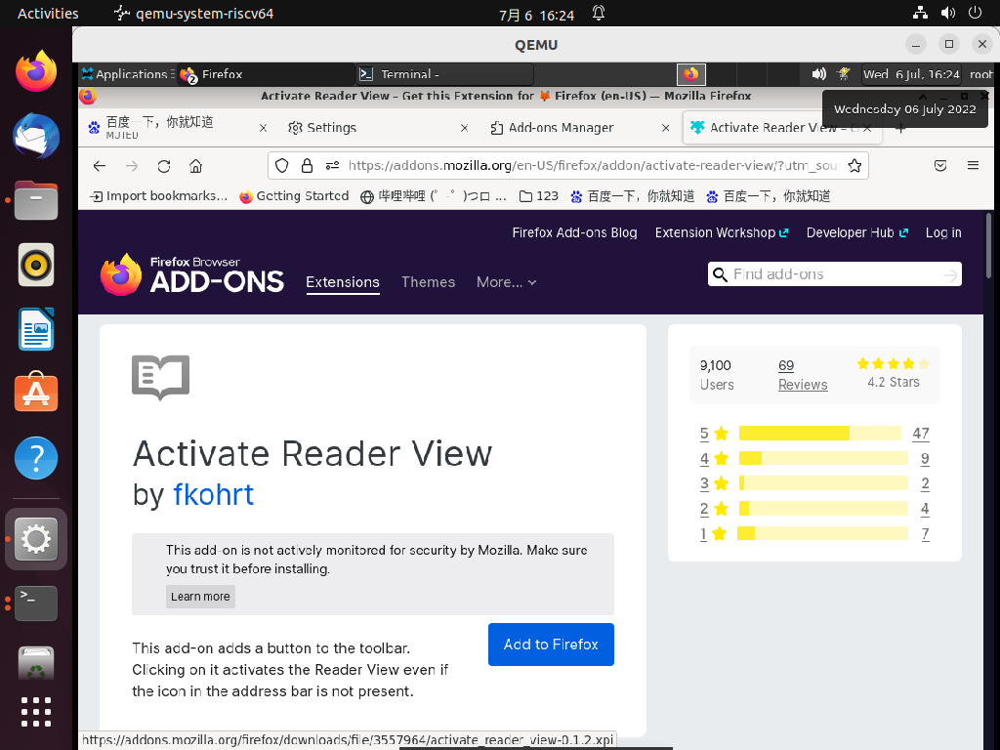 Activities
qemu-system-riscv64
7月 6 16:24
QEMU
Applications
2
Firefox
Terminal -
Wed 6 Jul, 16:24
root
Activate Reader View – Get this Extension for 🦊 Firefox (en-US) — Mozilla Firefox
Wednesday 06 July 2022
百度一下，你就知道
Settings
Add-ons Manager
Activate Reader View –
https://addons.mozilla.org/en-US/firefox/addon/activate-reader-view/?utm_sou
Import bookmarks...
Getting Started
哔哩哔哩 (゜-゜)つロ ...
123
百度一下，你就知道
百度一下，你就知道
Firefox Add-ons Blog
Extension Workshop
Developer Hub
Log in
Firefox Browser
ADD-ONS
Extensions
Themes
More...
Find add-ons
9,100
Users
69
Reviews
4.2 Stars
5
47
4
9
3
2
2
4
1
7
Activate Reader View
by fkohrt
This add-on is not actively monitored for security by Mozilla. Make sure
you trust it before installing.
Learn more
Add to Firefox
This add-on adds a button to the toolbar.
Clicking on it activates the Reader View even if
the icon in the address bar is not present.
https://addons.mozilla.org/firefox/downloads/file/3557964/activate_reader_view-0.1.2.xpi